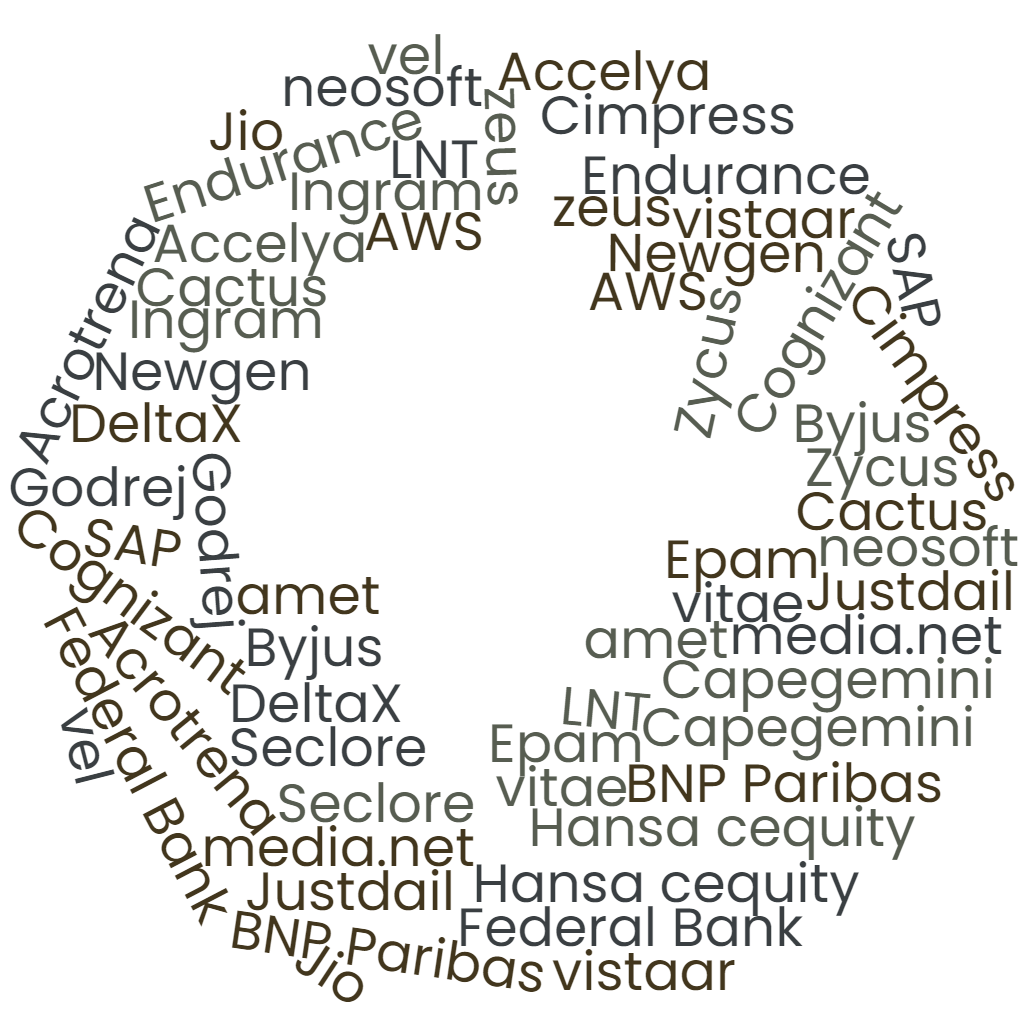 vel
neosoft
Accelya
zeus
Cimpress
Jio
Endurance
LNT
Ingram
Endurance
AWS
zeus
vistaar
Accelya
Newgen
Cognizant
SAP
Acrotrena
Cactus
Ingram
AWS
Zycus
Cimpress
Newgen
DeltaX
Byjus
Zycus
Godrej
Godrej
Cactus
SAP
Cognizant
neosoft
Epam
amet
vitae
Justdail
Federal Bank
Acrotrena
Byjus
amet
media.net
Capegemini
DeltaX
LNT
Capegemini
vel
Seclore
Epam
vitae
BNP Paribas
Seclore
Hansa cequity
media.net
Justdail
Hansa cequity
BNP Paribas
Federal Bank
Jio
vistaar